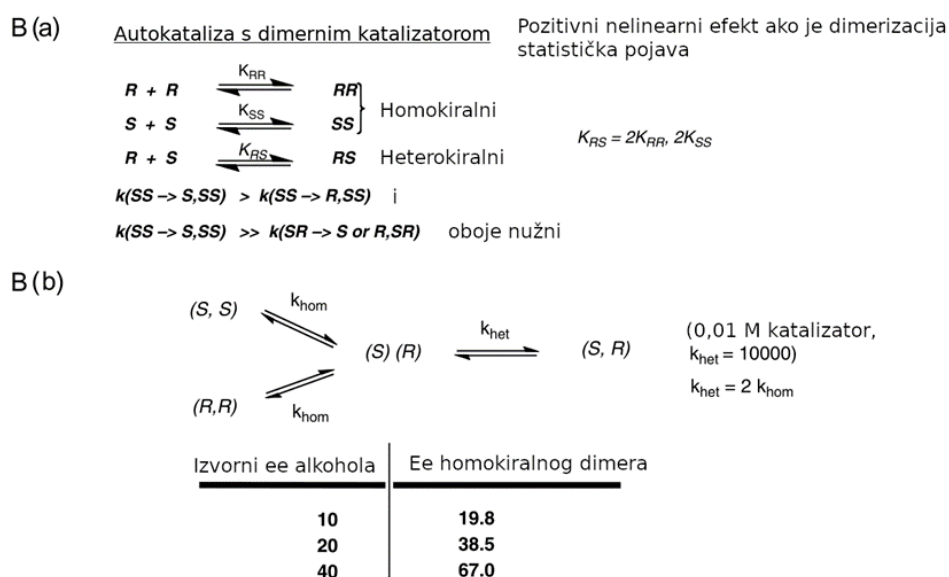 B (a)
Autokataliza s dimernim katalizatorom
Pozitivni nelinearni efekt ako je dimerizacija
statistička pojava
R + R K_RR RR
S + S K_SS SS
Homokiralni
R + S K_RS RS Heterokiralni
K_RS = 2K_RR, 2K_SS
k(SS –> S,SS) > k(SS –> R,SS) i
k(SS –> S,SS) >> k(SR –> S or R,SR) oboje nužni
B (b)
(S, S) k_hom
(S) (R) k_het (S, R)
(R,R) k_hom
(0,01 M katalizator,
k_het = 10000)
k_het = 2 k_hom
Izvorni ee alkohola Ee homokiralnog dimera
10 19.8
20 38.5
40 67.0